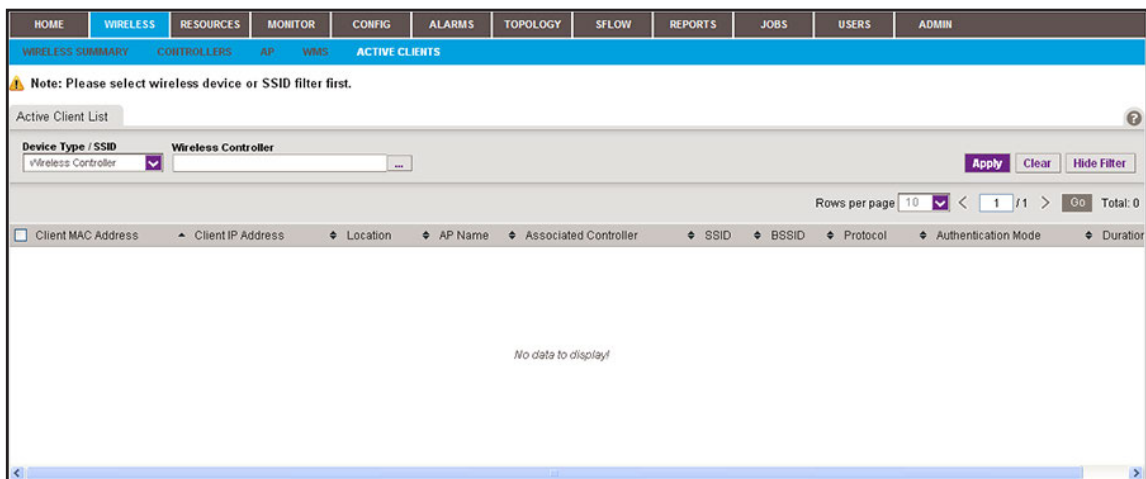 HOME WIRELESS RESOURCES MONITOR CONFIG ALARMS TOPOLOGY SFLOW REPORTS JOBS USERS ADMIN
WIRELESS SUMMARY CONTROLLERS AP WMS ACTIVE CLIENTS
Note: Please select wireless device or SSID filter first.
Active Client List
Device Type / SSID Wireless Controller
Wireless Controller ... Apply Clear Hide Filter
Rows per page 10 < 1 /1 > Go Total: 0
Client MAC Address Client IP Address Location AP Name Associated Controller SSID BSSID Protocol Authentication Mode Duration
No data to display!